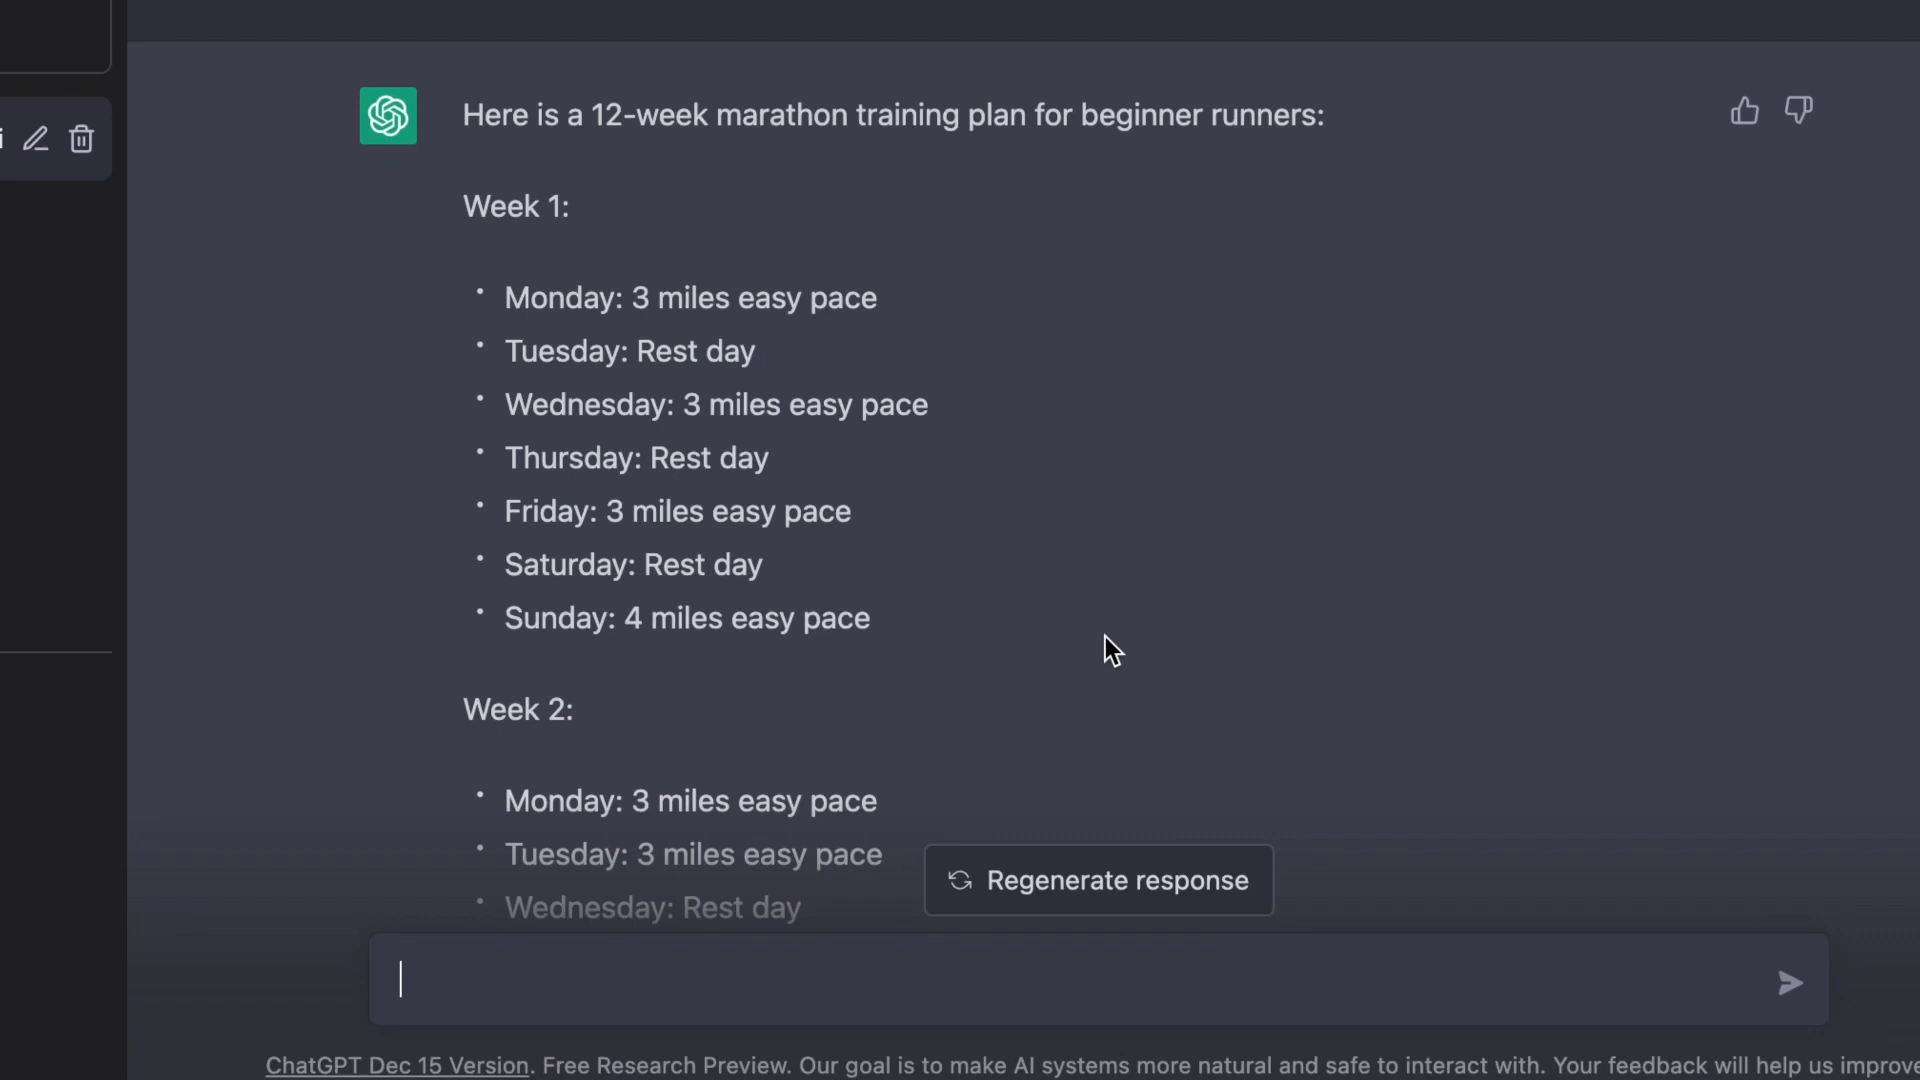 Here is a 12-week marathon training plan for beginner runners:
Week 1:
• Monday: 3 miles easy pace
• Tuesday: Rest day
• Wednesday: 3 miles easy pace
• Thursday: Rest day
• Friday: 3 miles easy pace
• Saturday: Rest day
• Sunday: 4 miles easy pace
Week 2:
• Monday: 3 miles easy pace
• Tuesday: 3 miles easy pace
Regenerate response
• Wednesday: Rest day
ChatGPT Dec 15 Version. Free Research Preview. Our goal is to make AI systems more natural and safe to interact with. Your feedback will help us improve